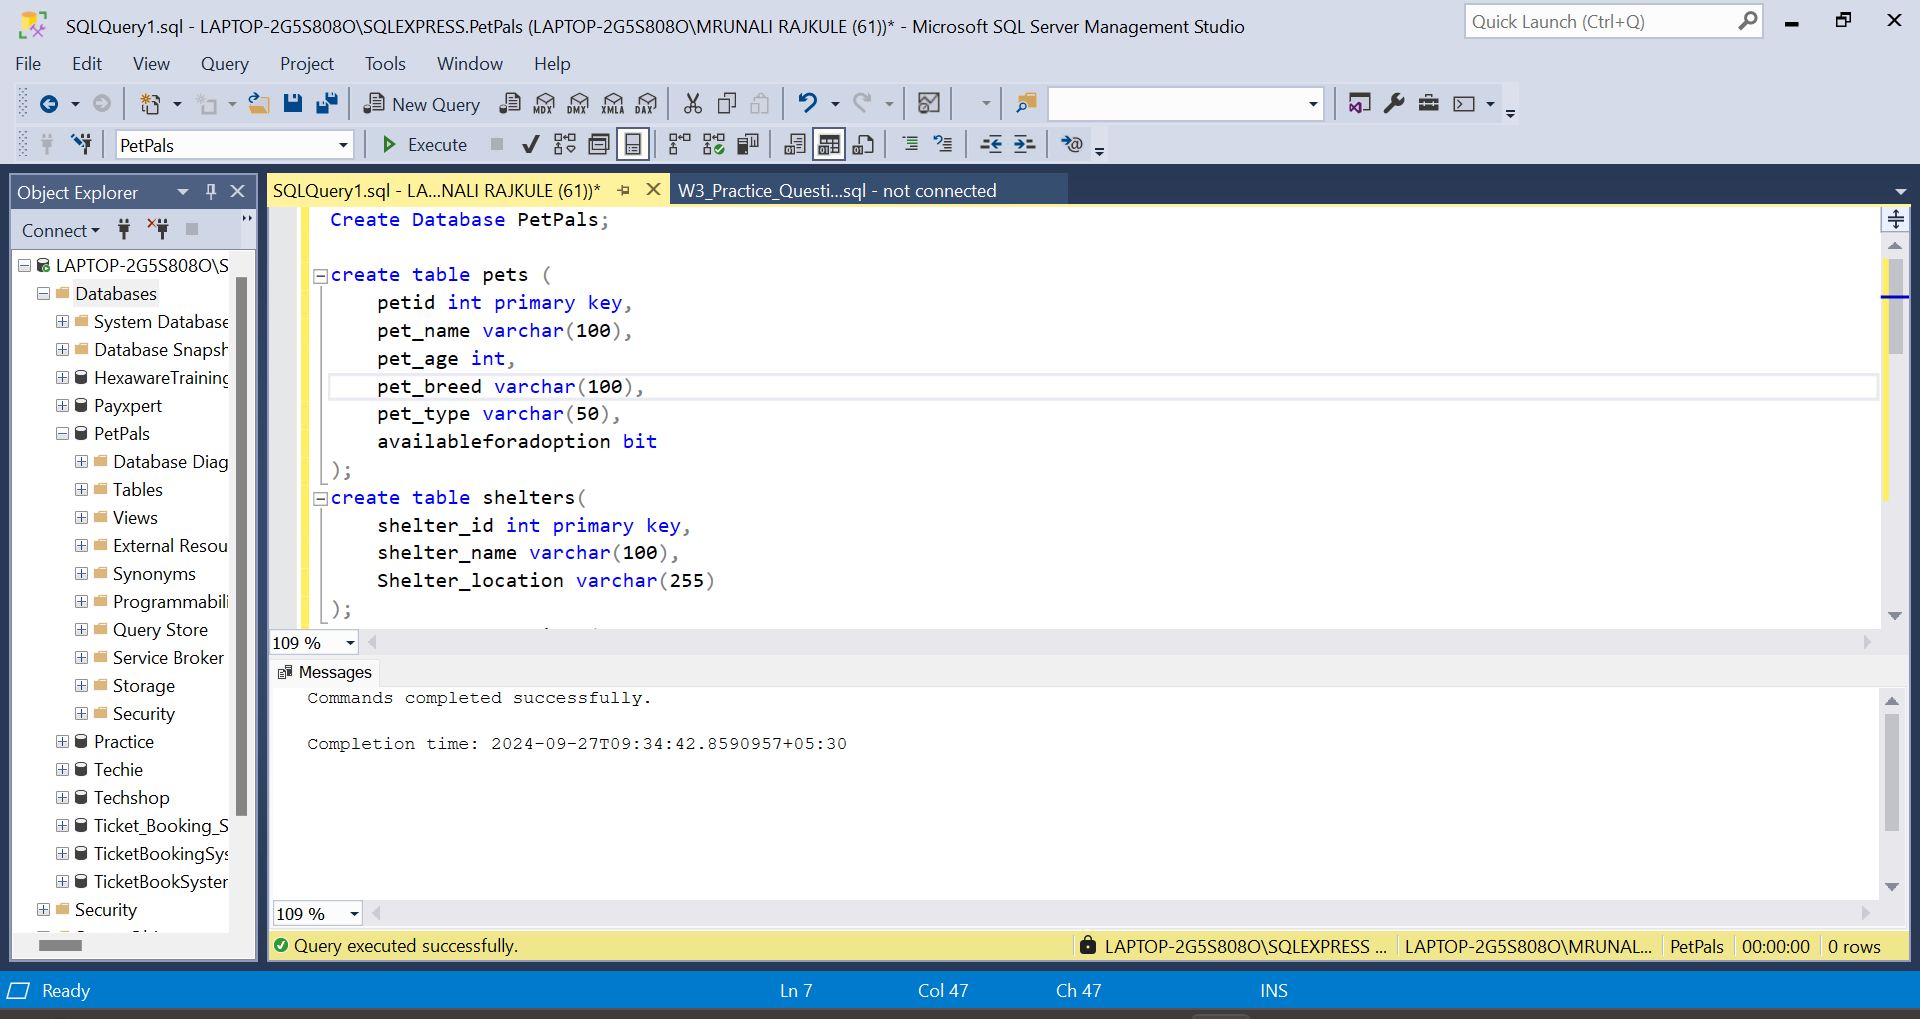 SQLQuery1.sql - LAPTOP-2G5S808O\SQLEXPRESS.PetPals (LAPTOP-2G5S808O\MRUNALI RAJKULE (61))* - Microsoft SQL Server Management Studio
Quick Launch (Ctrl+Q)
File Edit View Query Project Tools Window Help
New Query MDX DMX XMLA DAX
PetPals Execute
Object Explorer
SQLQuery1.sql - LA...NALI RAJKULE (61))*
W3_Practice_Questi...sql - not connected
Connect
LAPTOP-2G5S808O\S
Databases
System Database
Database Snapsh
HexawareTraining
Payxpert
PetPals
Database Diag
Tables
Views
External Resou
Synonyms
Programmabili
Query Store
Service Broker
Storage
Security
Practice
Techie
Techshop
Ticket_Booking_S
TicketBookingSys
TicketBookSyster
Security
Create Database PetPals;
create table pets (
petid int primary key,
pet_name varchar(100),
pet_age int,
pet_breed varchar(100),
pet_type varchar(50),
availableforadoption bit
);
create table shelters(
shelter_id int primary key,
shelter_name varchar(100),
Shelter_location varchar(255)
);
109 %
Messages
Commands completed successfully.
Completion time: 2024-09-27T09:34:42.8590957+05:30
109 %
Query executed successfully.
LAPTOP-2G5S808O\SQLEXPRESS ...
LAPTOP-2G5S808O\MRUNAL...
PetPals
00:00:00
0 rows
Ready
Ln 7
Col 47
Ch 47
INS